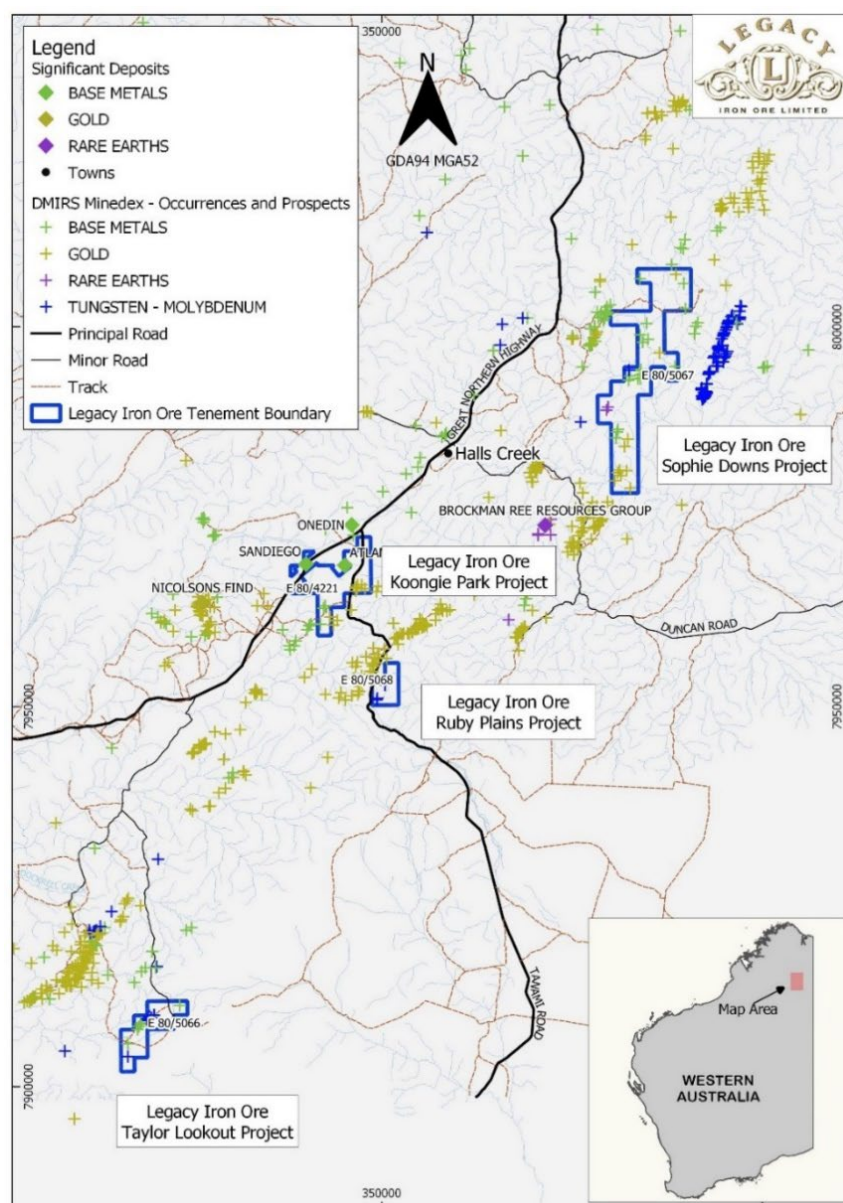 350000
Legend
Significant Deposits
BASE METALS
GOLD
RARE EARTHS
Towns
DMIRS Minedex - Occurrences and Prospects
BASE METALS
GOLD
RARE EARTHS
TUNGSTEN - MOLYBDENUM
Principal Road
Minor Road
Track
Legacy Iron Ore Tenement Boundary
N
GDA94 MGA52
LEGACY
LJ
IRON ORE LIMITED
8000000
GREAT NORTHERN HIGHWAY
E 80/5067
Legacy Iron Ore
Sophie Downs Project
Halls Creek
BROCKMAN REE RESOURCES GROUP
ONEDIN
SANDIEGO
ATLAN
Legacy Iron Ore
Koongie Park Project
E 80/4221
NICOLSONS FIND
DUNCAN ROAD
E 80/5068
Legacy Iron Ore
Ruby Plains Project
7950000
7950000
TANAMI ROAD
E 80/5066
7900000
Legacy Iron Ore
Taylor Lookout Project
Map Area
WESTERN
AUSTRALIA
350000